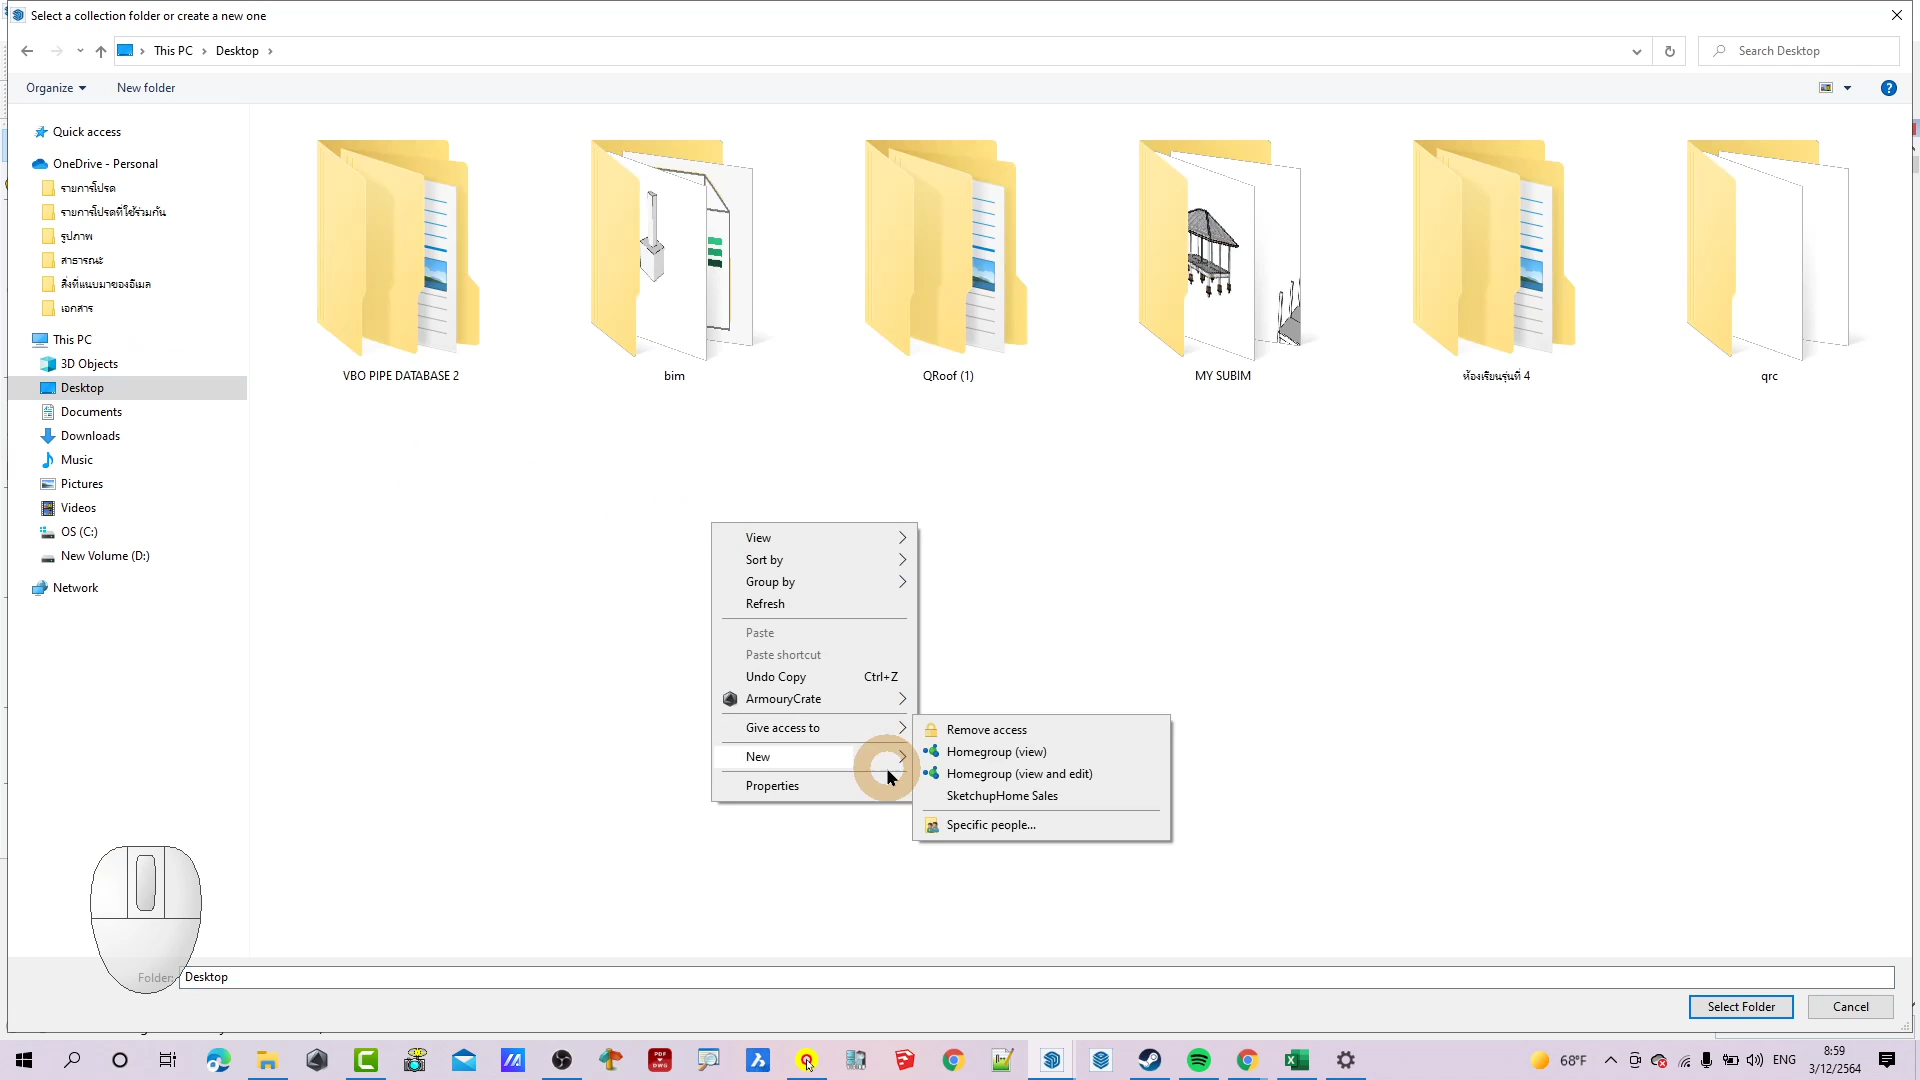 Select a collection folder or create a new one
This PC
Desktop
Search Desktop
Organize
New folder
Quick access
OneDrive - Personal
รายการโปรด
รายการโปรดที่ใช้ร่วมกัน
รูปภาพ
สาธารณะ
สิ่งที่แนบมาของอีเมล
เอกสาร
This PC
3D Objects
Desktop
Documents
Downloads
Music
Pictures
Videos
OS (C:)
New Volume (D:)
Network
VBO PIPE DATABASE 2
bim
QRoof (1)
MY SUBIM
ห้องเรียนรุ่นที่ 4
qrc
View
Sort by
Group by
Refresh
Paste
Paste shortcut
Undo Copy Ctrl+Z
ArmouryCrate
Give access to
New
Properties
Remove access
Homegroup (view)
Homegroup (view and edit)
SketchupHome Sales
Specific people...
Folder: Desktop
Select Folder
Cancel
68°F
ENG
8:59
3/12/2564